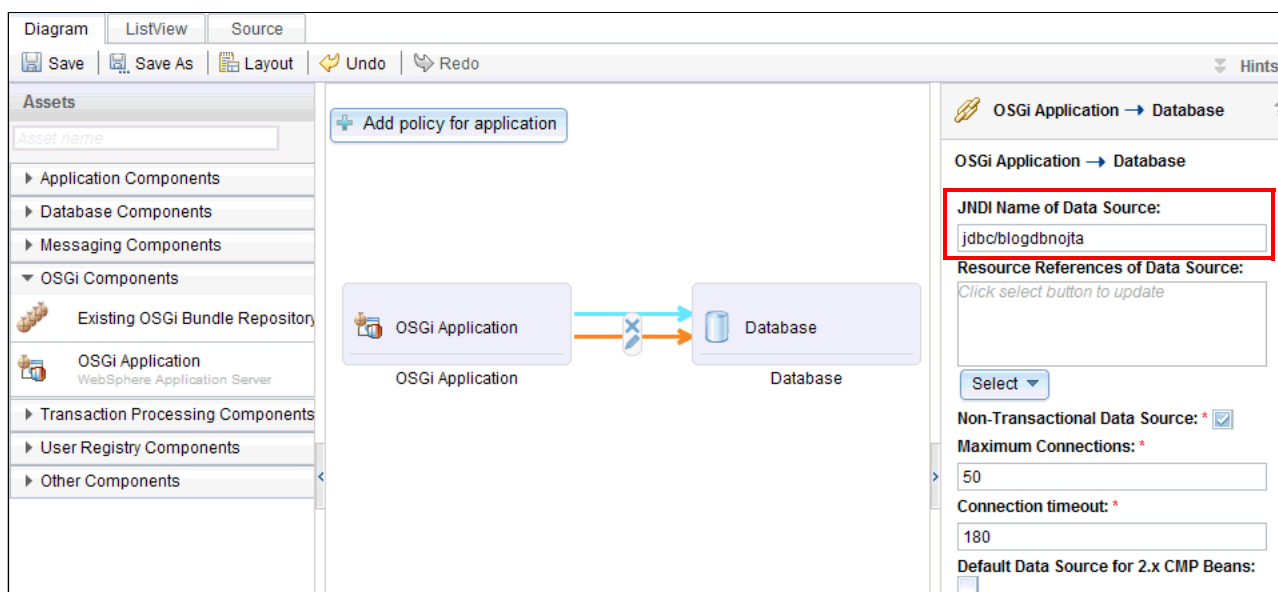 Diagram
ListView
Source
Save
Save As
Layout
Undo
Redo
Hints
Assets
Asset name
Application Components
Database Components
Messaging Components
OSGi Components
Existing OSGi Bundle Repository
OSGi Application
WebSphere Application Server
Transaction Processing Components
User Registry Components
Other Components
Add policy for application
OSGi Application
OSGi Application
Database
Database
OSGi Application → Database
?
OSGi Application → Database
JNDI Name of Data Source:
jdbc/blogdbnojta
Resource References of Data Source:
Click select button to update
Select
Non-Transactional Data Source: *
Maximum Connections: *
50
Connection timeout: *
180
Default Data Source for 2.x CMP Beans: